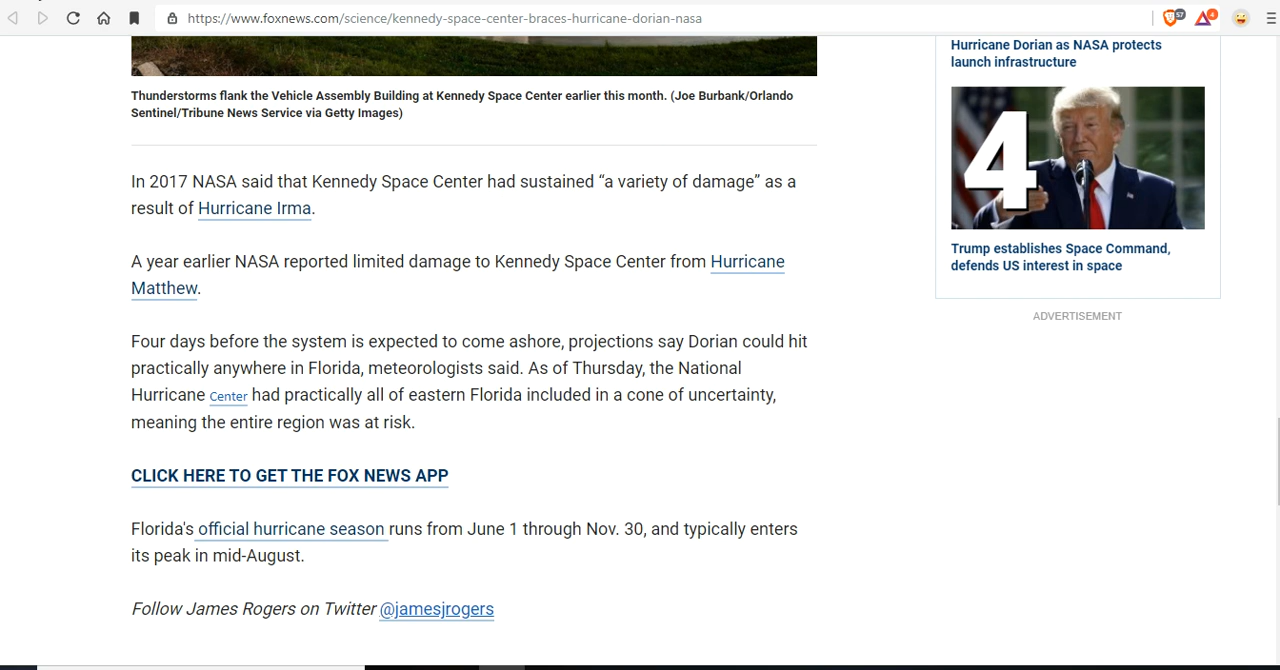 https://www.foxnews.com/science/kennedy-space-center-braces-hurricane-dorian-nasa
57
4
Thunderstorms flank the Vehicle Assembly Building at Kennedy Space Center earlier this month. (Joe Burbank/Orlando
Sentinel/Tribune News Service via Getty Images)
In 2017 NASA said that Kennedy Space Center had sustained “a variety of damage” as a
result of Hurricane Irma.
A year earlier NASA reported limited damage to Kennedy Space Center from Hurricane
Matthew.
Four days before the system is expected to come ashore, projections say Dorian could hit
practically anywhere in Florida, meteorologists said. As of Thursday, the National
Hurricane Center had practically all of eastern Florida included in a cone of uncertainty,
meaning the entire region was at risk.
CLICK HERE TO GET THE FOX NEWS APP
Florida's official hurricane season runs from June 1 through Nov. 30, and typically enters
its peak in mid-August.
Follow James Rogers on Twitter @jamesjrogers
Hurricane Dorian as NASA protects
launch infrastructure
4
Trump establishes Space Command,
defends US interest in space
ADVERTISEMENT